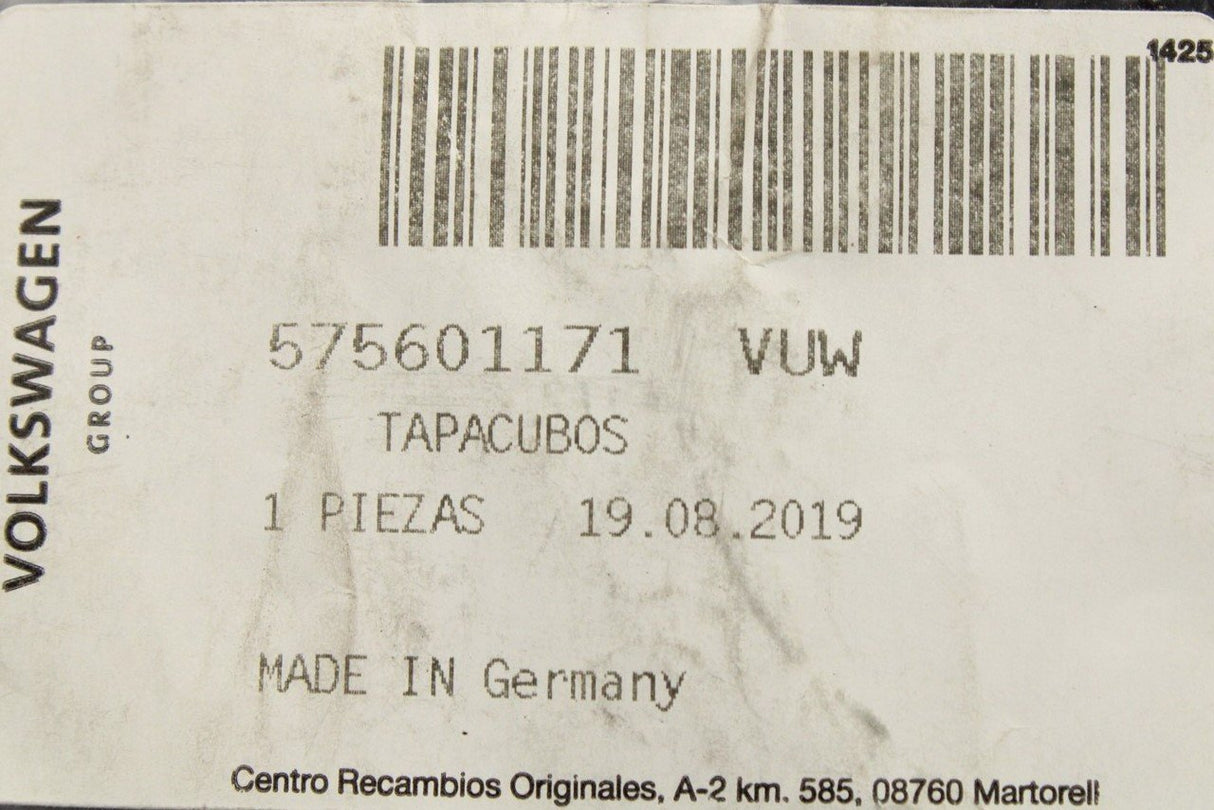 1425
VOLKSWAGEN
GROUP
575601171 VUW
TAPACUBOS
1 PIEZAS 19.08.2019
MADE IN Germany
Centro Recambios Originales, A-2 km. 585, 08760 Martorell